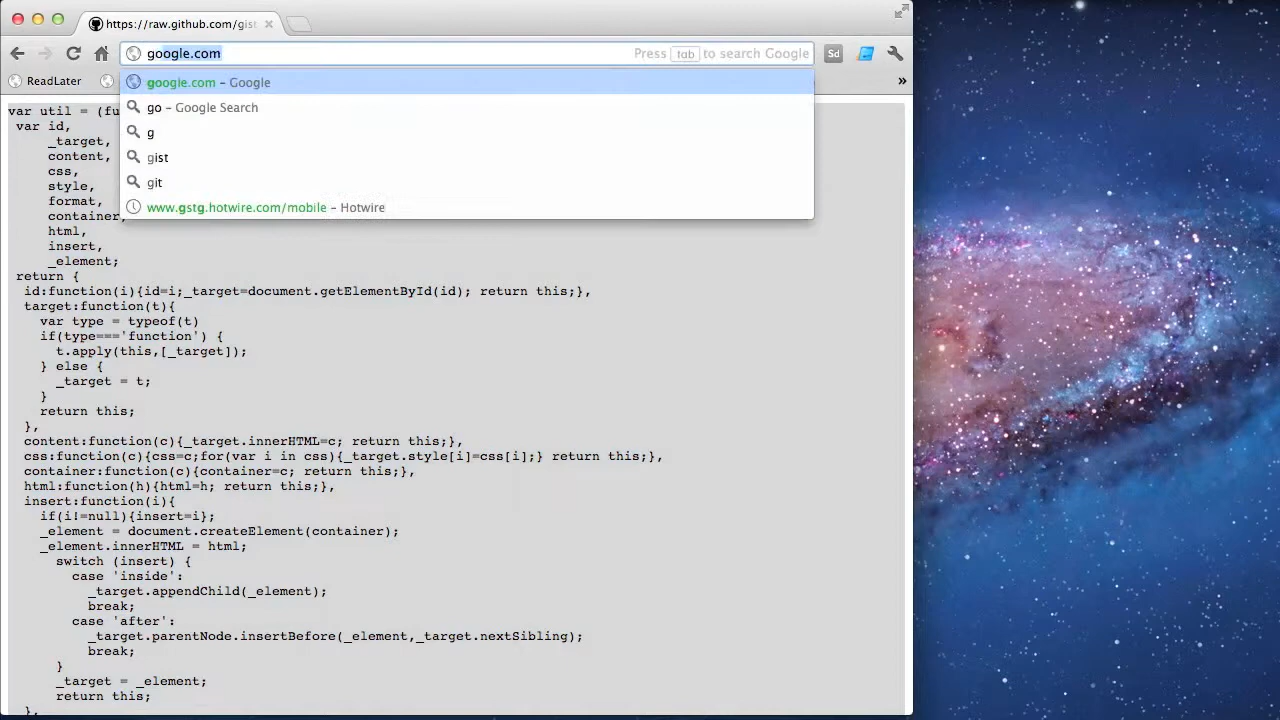 https://raw.github.com/gist
google.com
Press tab to search Google
Sd
ReadLater
»
google.com – Google
go – Google Search
g
gist
git
www.gstg.hotwire.com/mobile – Hotwire
var util = (fu
var id,
_target,
content,
css,
style,
format,
container,
html,
insert,
_element;
return {
id:function(i){id=i;_target=document.getElementById(id); return this;},
target:function(t){
var type = typeof(t)
if(type==='function') {
t.apply(this,[_target]);
} else {
_target = t;
}
return this;
},
content:function(c){_target.innerHTML=c; return this;},
css:function(c){css=c;for(var i in css){_target.style[i]=css[i];} return this;},
container:function(c){container=c; return this;},
html:function(h){html=h; return this;},
insert:function(i){
if(i!=null){insert=i};
_element = document.createElement(container);
_element.innerHTML = html;
switch (insert) {
case 'inside':
_target.appendChild(_element);
break;
case 'after':
_target.parentNode.insertBefore(_element,_target.nextSibling);
break;
}
_target = _element;
return this;
},